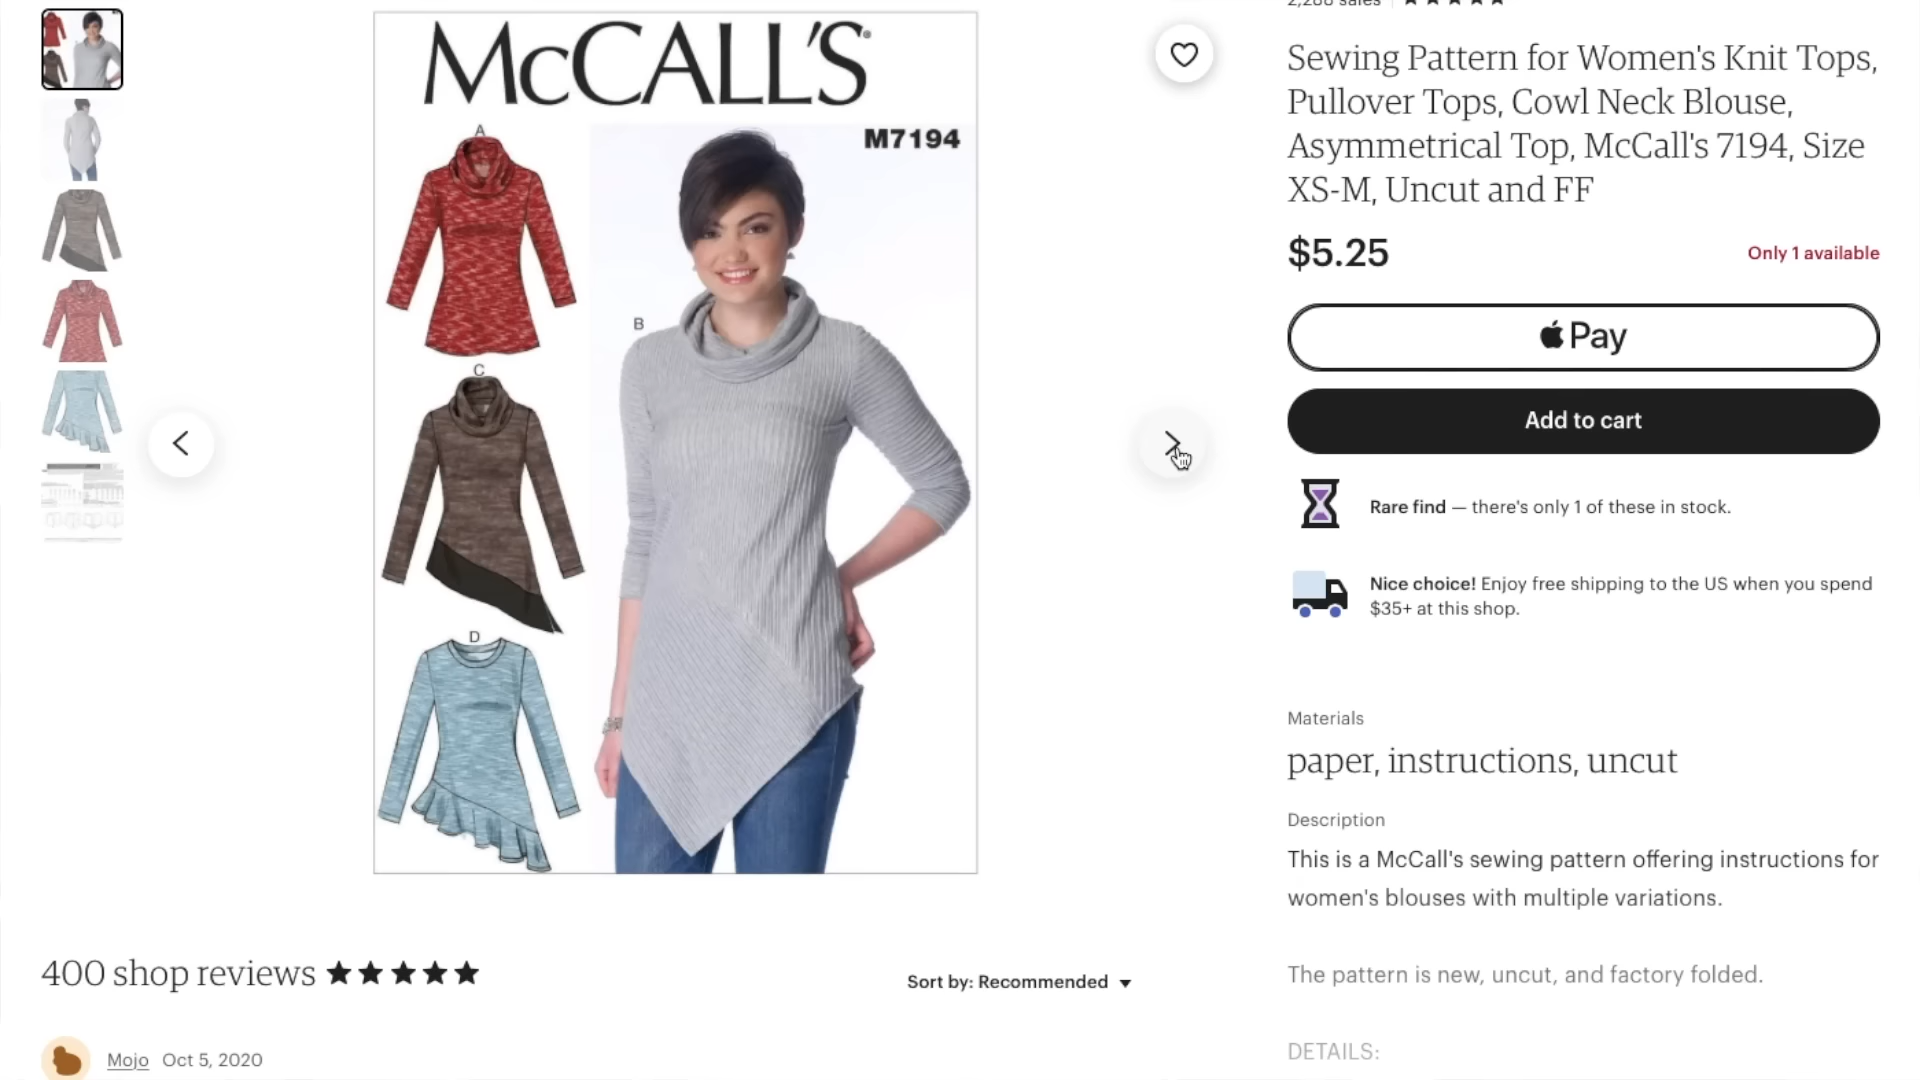 2,288 sales
Sewing Pattern for Women's Knit Tops,
Pullover Tops, Cowl Neck Blouse,
Asymmetrical Top, McCall's 7194, Size
XS-M, Uncut and FF
$5.25
Only 1 available
Pay
Add to cart
Rare find — there's only 1 of these in stock.
Nice choice! Enjoy free shipping to the US when you spend
$35+ at this shop.
Materials
paper, instructions, uncut
Description
This is a McCall's sewing pattern offering instructions for
women's blouses with multiple variations.
The pattern is new, uncut, and factory folded.
DETAILS:
McCALL'S®
M7194
A
B
C
D
400 shop reviews
Sort by: Recommended
Mojo Oct 5, 2020